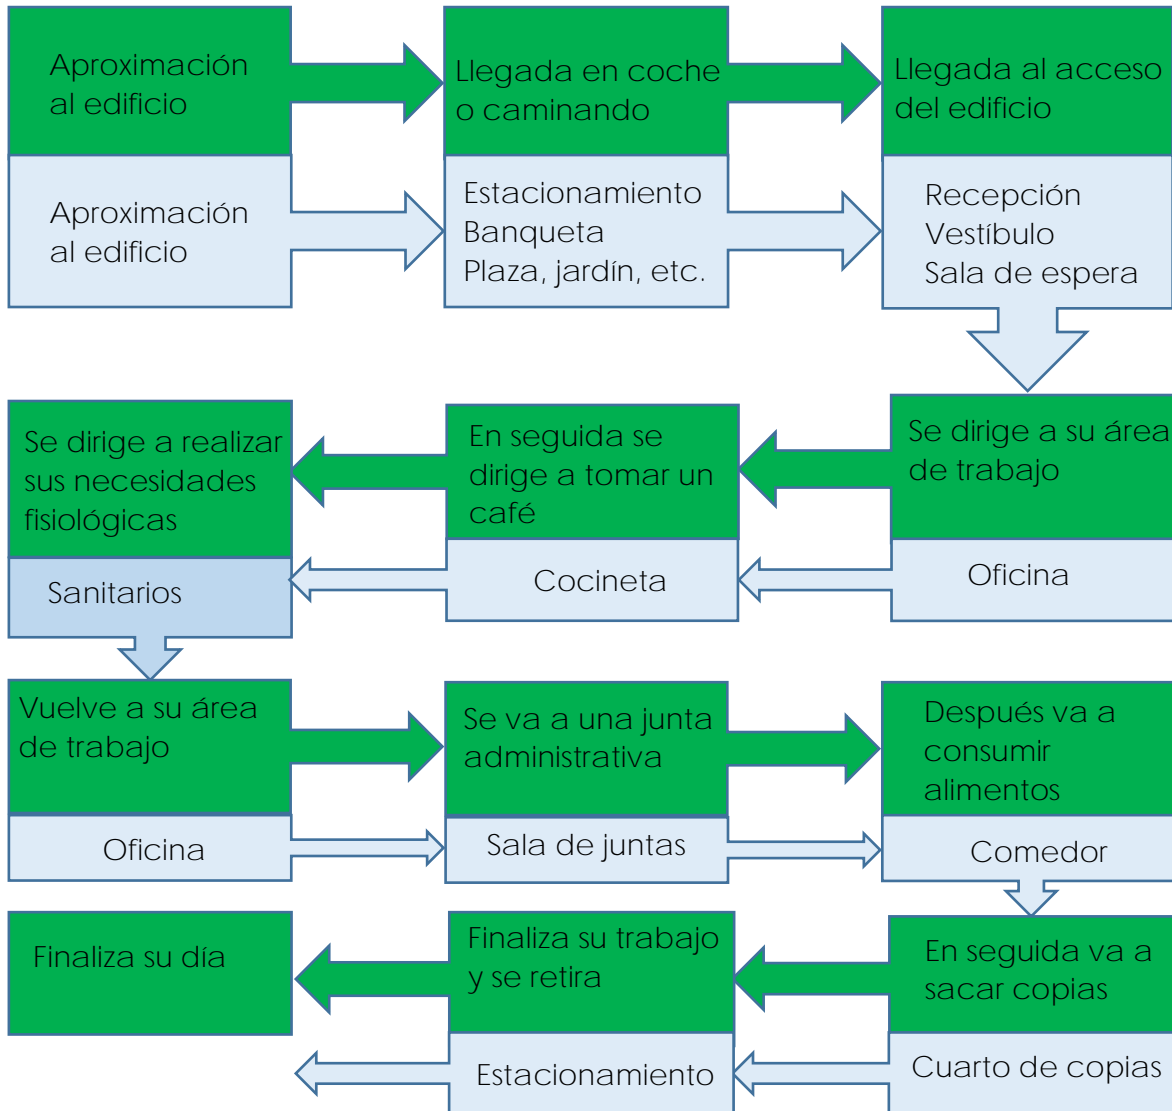 Aproximación
al edificio
Llegada en coche
o caminando
Llegada al acceso
del edificio
Aproximación
al edificio
Estacionamiento
Banqueta
Plaza, jardín, etc.
Recepción
Vestíbulo
Sala de espera
Se dirige a su área
de trabajo
En seguida se
dirige a tomar un
café
Se dirige a realizar
sus necesidades
fisiológicas
Oficina
Cocineta
Sanitarios
Vuelve a su área
de trabajo
Se va a una junta
administrativa
Después va a
consumir
alimentos
Oficina
Sala de juntas
Comedor
En seguida va a
sacar copias
Finaliza su trabajo
y se retira
Finaliza su día
Cuarto de copias
Estacionamiento